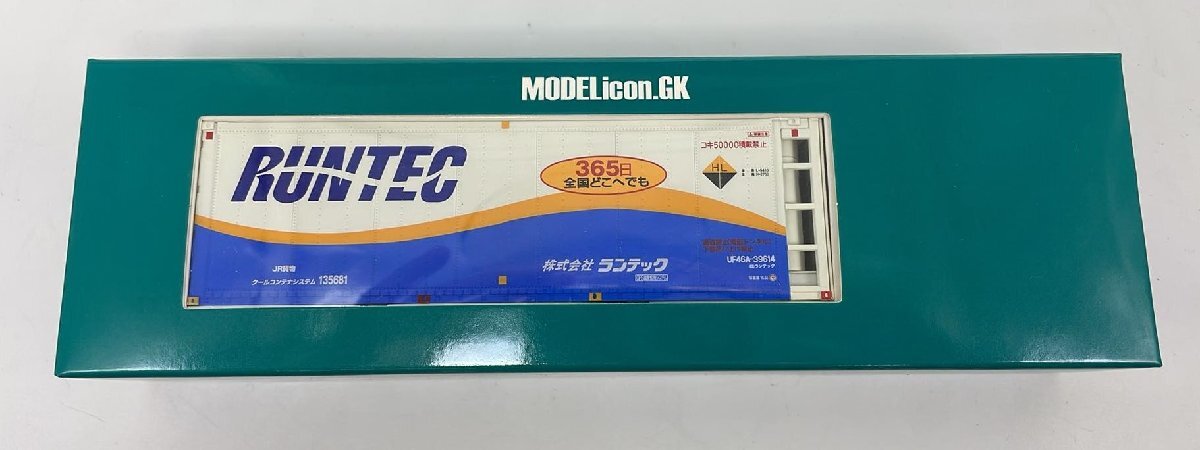 MODELicon.GK
RUNTEC
365日
全国どこへでも
コキ50000積載禁止
HL
UF46A-39614
株式会社 ランテック
JR貨物
クールコンテナシステム 135681